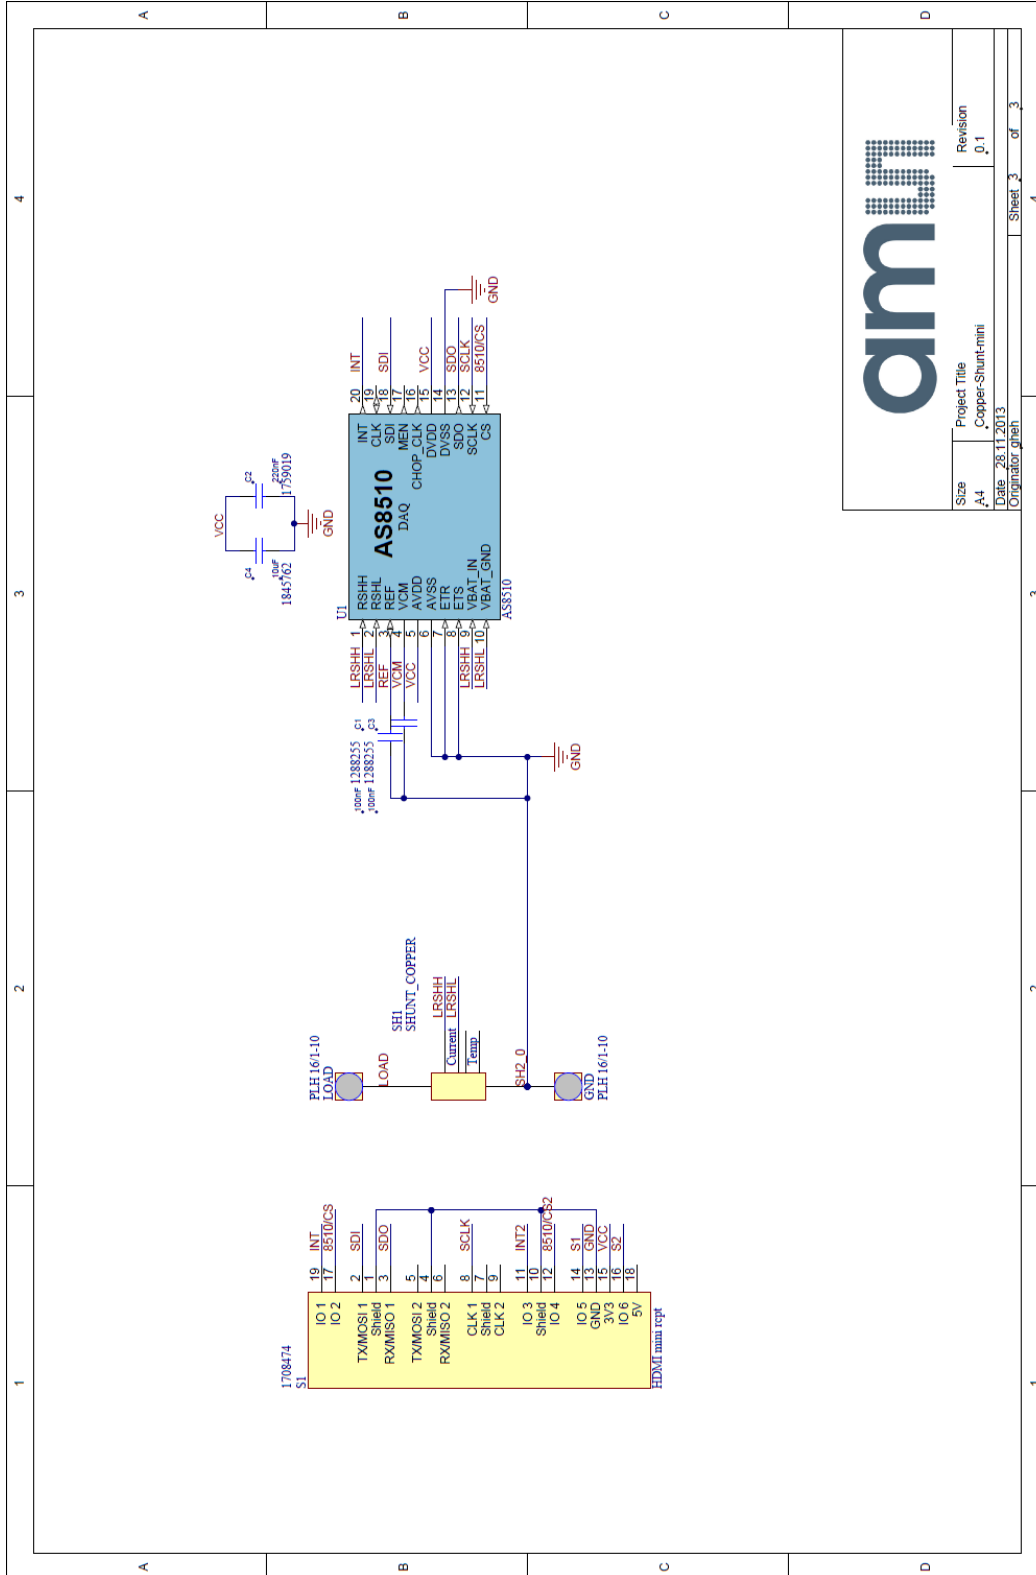 1
2
3
4
A
B
C
D
1708474
S1
19 IO 1 INT
17 IO 2 8510/CS
2 TX/MOSI 1 SDI
1 Shield
3 RX/MISO 1 SDO
5 TX/MOSI 2
4 Shield
6 RX/MISO 2
8 CLK 1 SCLK
7 Shield
9 CLK 2
11 IO 3 INT2
10 Shield
12 IO 4 8510/CS2
14 IO 5 S1
13 GND GND
15 3V3 VCC
16 IO 6 S2
18 5V
HDMI mini rcpt
PLH 16/1-10
LOAD
LOAD
SH1
SHUNT_COPPER
Current
LRSHH
LRSHL
Temp
SH2_0
GND
PLH 16/1-10
100nF 1288255 C1
100nF 1288255 C3
GND
VCC
C4
10uF
1845762
C2
220nF
1759019
GND
U1
AS8510
DAQ
LRSHH 1 RSHH
LRSHL 2 RSHL
REF 3 REF
VCM 4 VCM
VCC 5 AVDD
6 AVSS
7 ETR
8 ETS
LRSHH 9 VBAT_IN
LRSHL 10 VBAT_GND
INT 20 INT
CLK 19
SDI 18 SDI
MEN 17
CHOP_CLK 16
DVDD 15 VCC
DVSS 14
SDO 13 SDO
SCLK 12 SCLK
CS 11 8510/CS
AS8510
GND
amu
Size
A4
Project Title
Copper-Shunt-mini
Revision
0.1
Date 28.11.2013
Originator gheh
Sheet 3 of 3
1
2
3
4
A
B
C
D